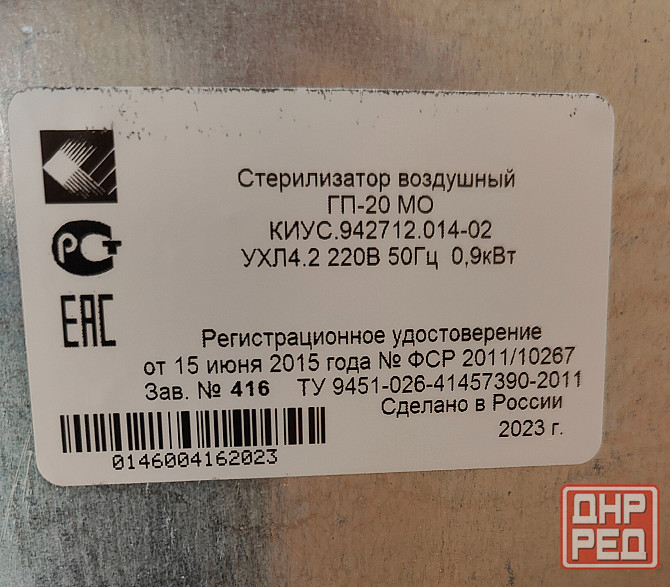 Стерилизатор воздушный
ГП-20 МО
КИУС.942712.014-02
УХЛ4.2 220В 50Гц 0,9кВт
РСт
ЕАС
Регистрационное удостоверение
от 15 июня 2015 года № ФСР 2011/10267
Зав. № 416 ТУ 9451-026-41457390-2011
Сделано в России
2023 г.
0146004162023
ДНР
РЕД